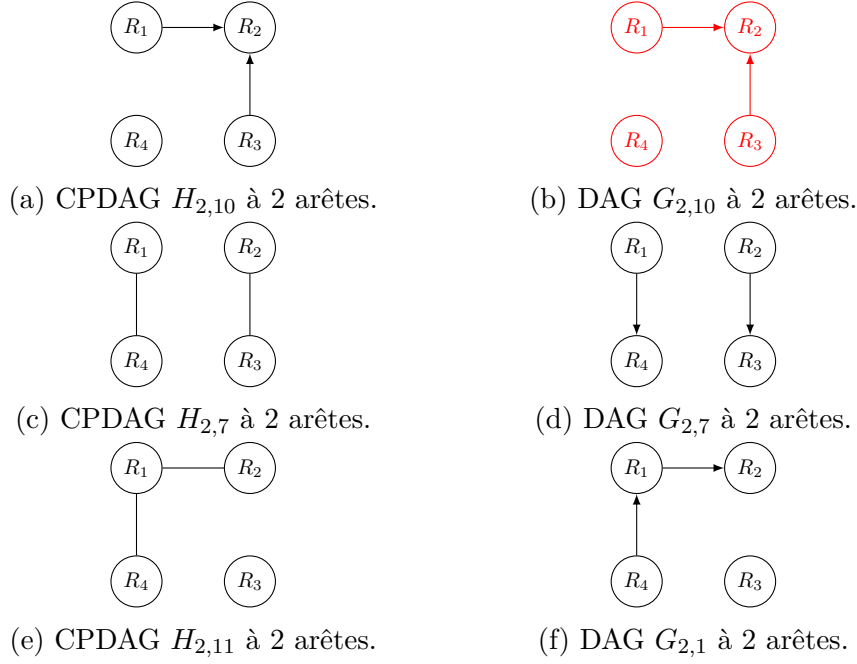 R₁ R₂ R₁ R₂
R₄ R₃ R₄ R₃
(a) CPDAG H₂,₁₀ à 2 arêtes. (b) DAG G₂,₁₀ à 2 arêtes.
R₁ R₂ R₁ R₂
R₄ R₃ R₄ R₃
(c) CPDAG H₂,₇ à 2 arêtes. (d) DAG G₂,₇ à 2 arêtes.
R₁ R₂ R₁ R₂
R₄ R₃ R₄ R₃
(e) CPDAG H₂,₁₁ à 2 arêtes. (f) DAG G₂,₁ à 2 arêtes.